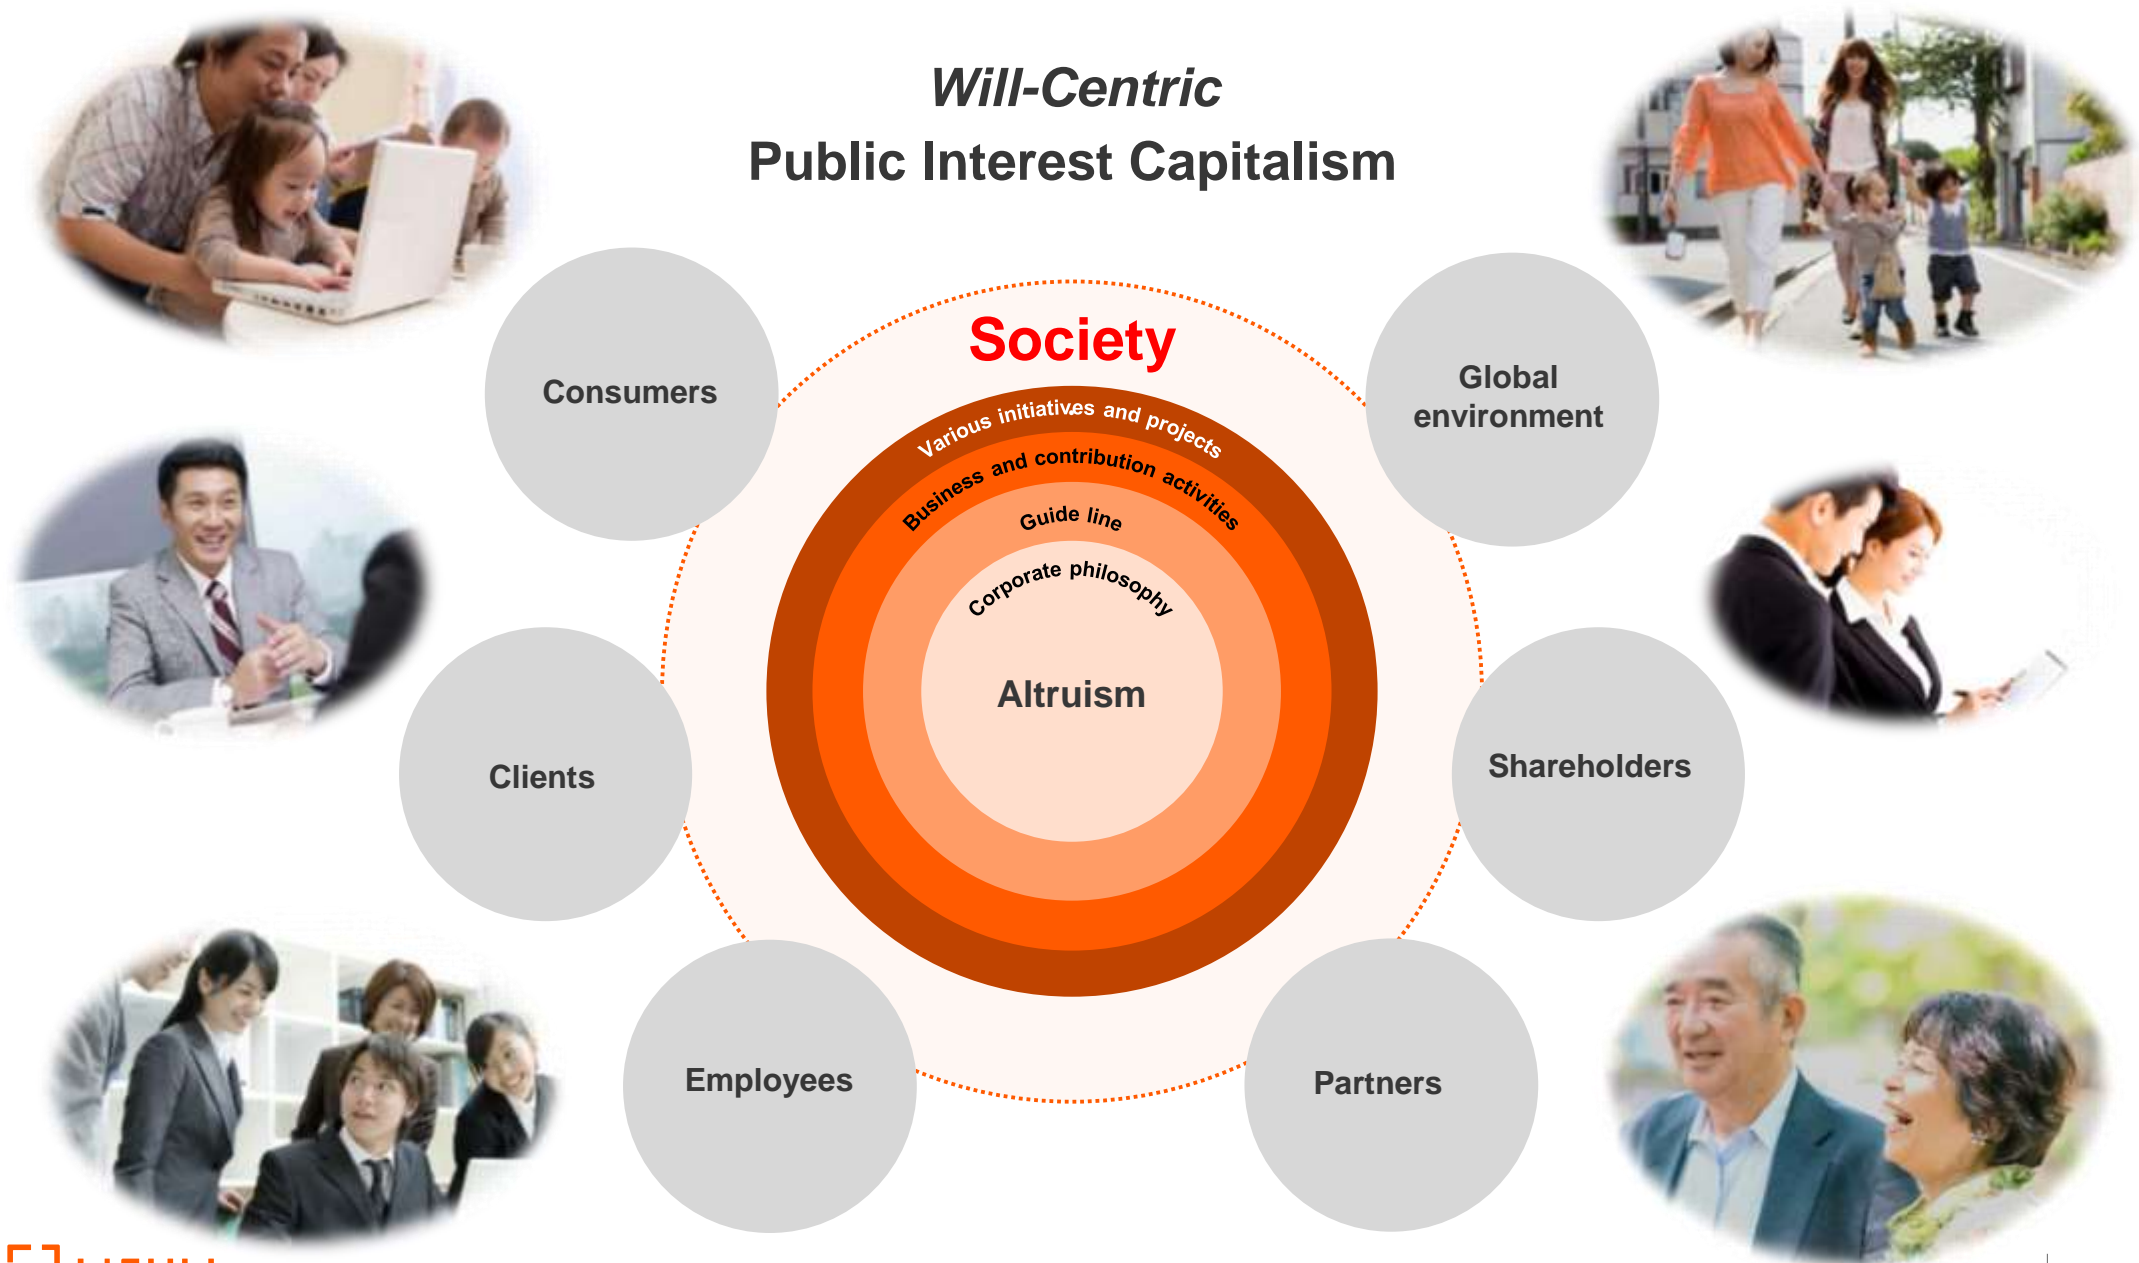 Will-Centric
Public Interest Capitalism
Society
Consumers
Global
environment
Various initiatives and projects
Business and contribution activities
Guide line
Corporate philosophy
Altruism
Clients
Shareholders
Employees
Partners